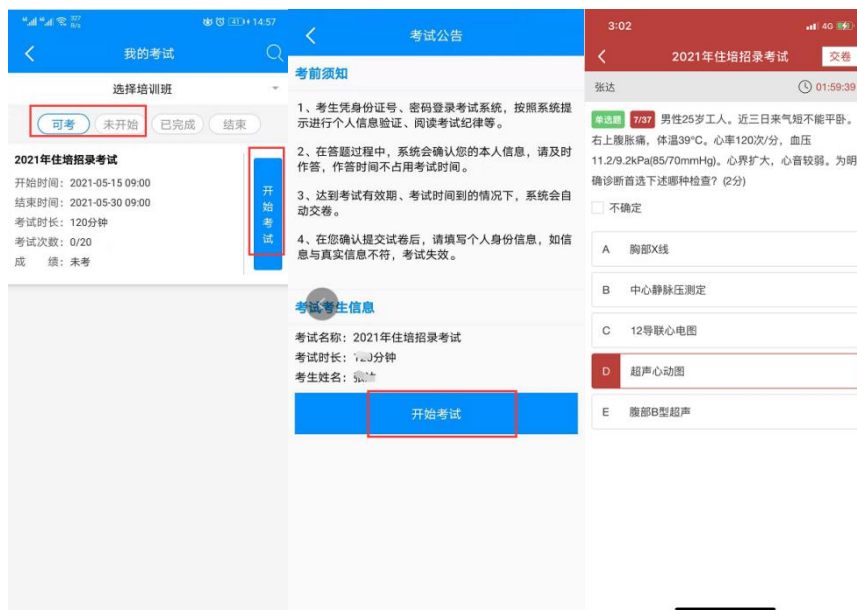 327
B/s
41
14:57
我的考试
选择培训班
可考
未开始
已完成
结束
2021年住培招录考试
开始时间：2021-05-15 09:00
结束时间：2021-05-30 09:00
考试时长：120分钟
考试次数：0/20
成 绩：未考
开始考试
考试公告
考前须知
1、考生凭身份证号、密码登录考试系统，按照系统提
示进行个人信息验证、阅读考试纪律等。
2、在答题过程中，系统会确认您的本人信息，请及时
作答，作答时间不占用考试时间。
3、达到考试有效期、考试时间到的情况下，系统会自
动交卷。
4、在您确认提交试卷后，请填写个人身份信息，如信
息与真实信息不符，考试失效。
考试考生信息
考试名称：2021年住培招录考试
考试时长：120分钟
考生姓名：
开始考试
3:02
4G
2021年住培招录考试
交卷
张达
01:59:39
单选题 7/37 男性25岁工人。近三日来气短不能平卧。
右上腹胀痛，体温39°C。心率120次/分，血压
11.2/9.2kPa(85/70mmHg)。心界扩大，心音较弱。为明
确诊断首选下述哪种检查？(2分)
不确定
A 胸部X线
B 中心静脉压测定
C 12导联心电图
D 超声心动图
E 腹部B型超声